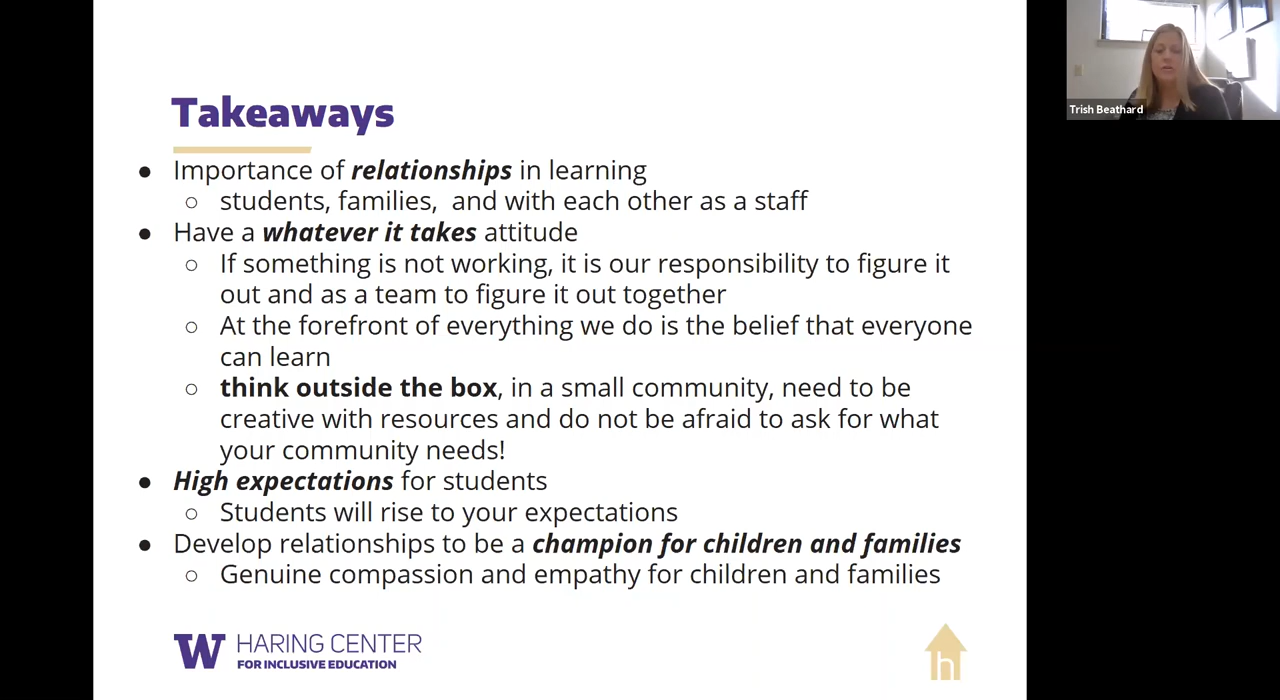 Takeaways
● Importance of relationships in learning
○ students, families, and with each other as a staff
● Have a whatever it takes attitude
○ If something is not working, it is our responsibility to figure it
out and as a team to figure it out together
○ At the forefront of everything we do is the belief that everyone
can learn
○ think outside the box, in a small community, need to be
creative with resources and do not be afraid to ask for what
your community needs!
● High expectations for students
○ Students will rise to your expectations
● Develop relationships to be a champion for children and families
○ Genuine compassion and empathy for children and families
W HARING CENTER
FOR INCLUSIVE EDUCATION
h
Trish Beathard